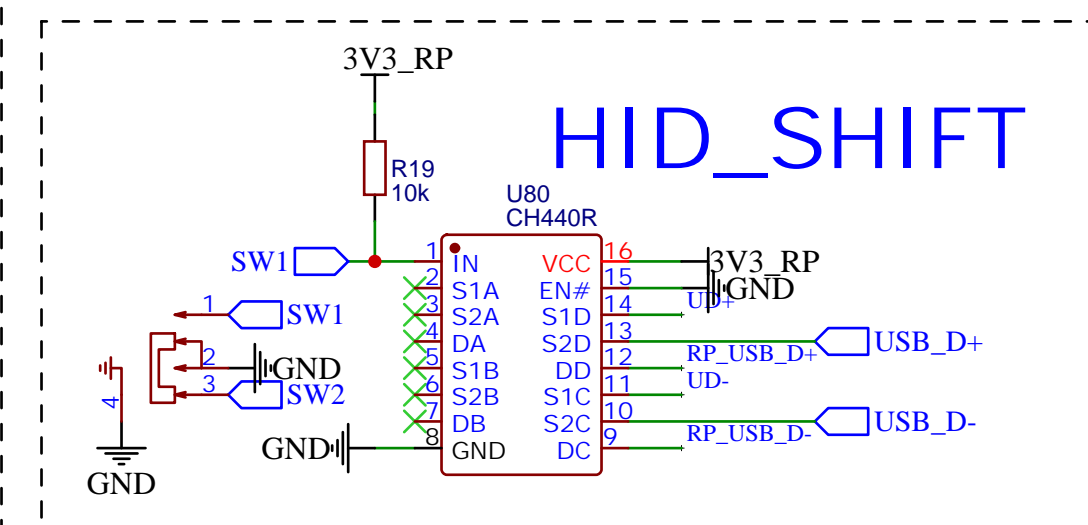 3V3_RP
HID_SHIFT
R19
10k
U80
CH440R
SW1
1
IN
VCC
16
3V3_RP
2
S1A
EN#
15
GND
3
S2A
S1D
14
UD+
4
DA
S2D
13
USB_D+
5
S1B
DD
12
RP_USB_D+
6
S2B
S1C
11
UD-
7
DB
S2C
10
USB_D-
8
GND
DC
9
RP_USB_D-
GND
1
SW1
2
GND
3
SW2
4
GND